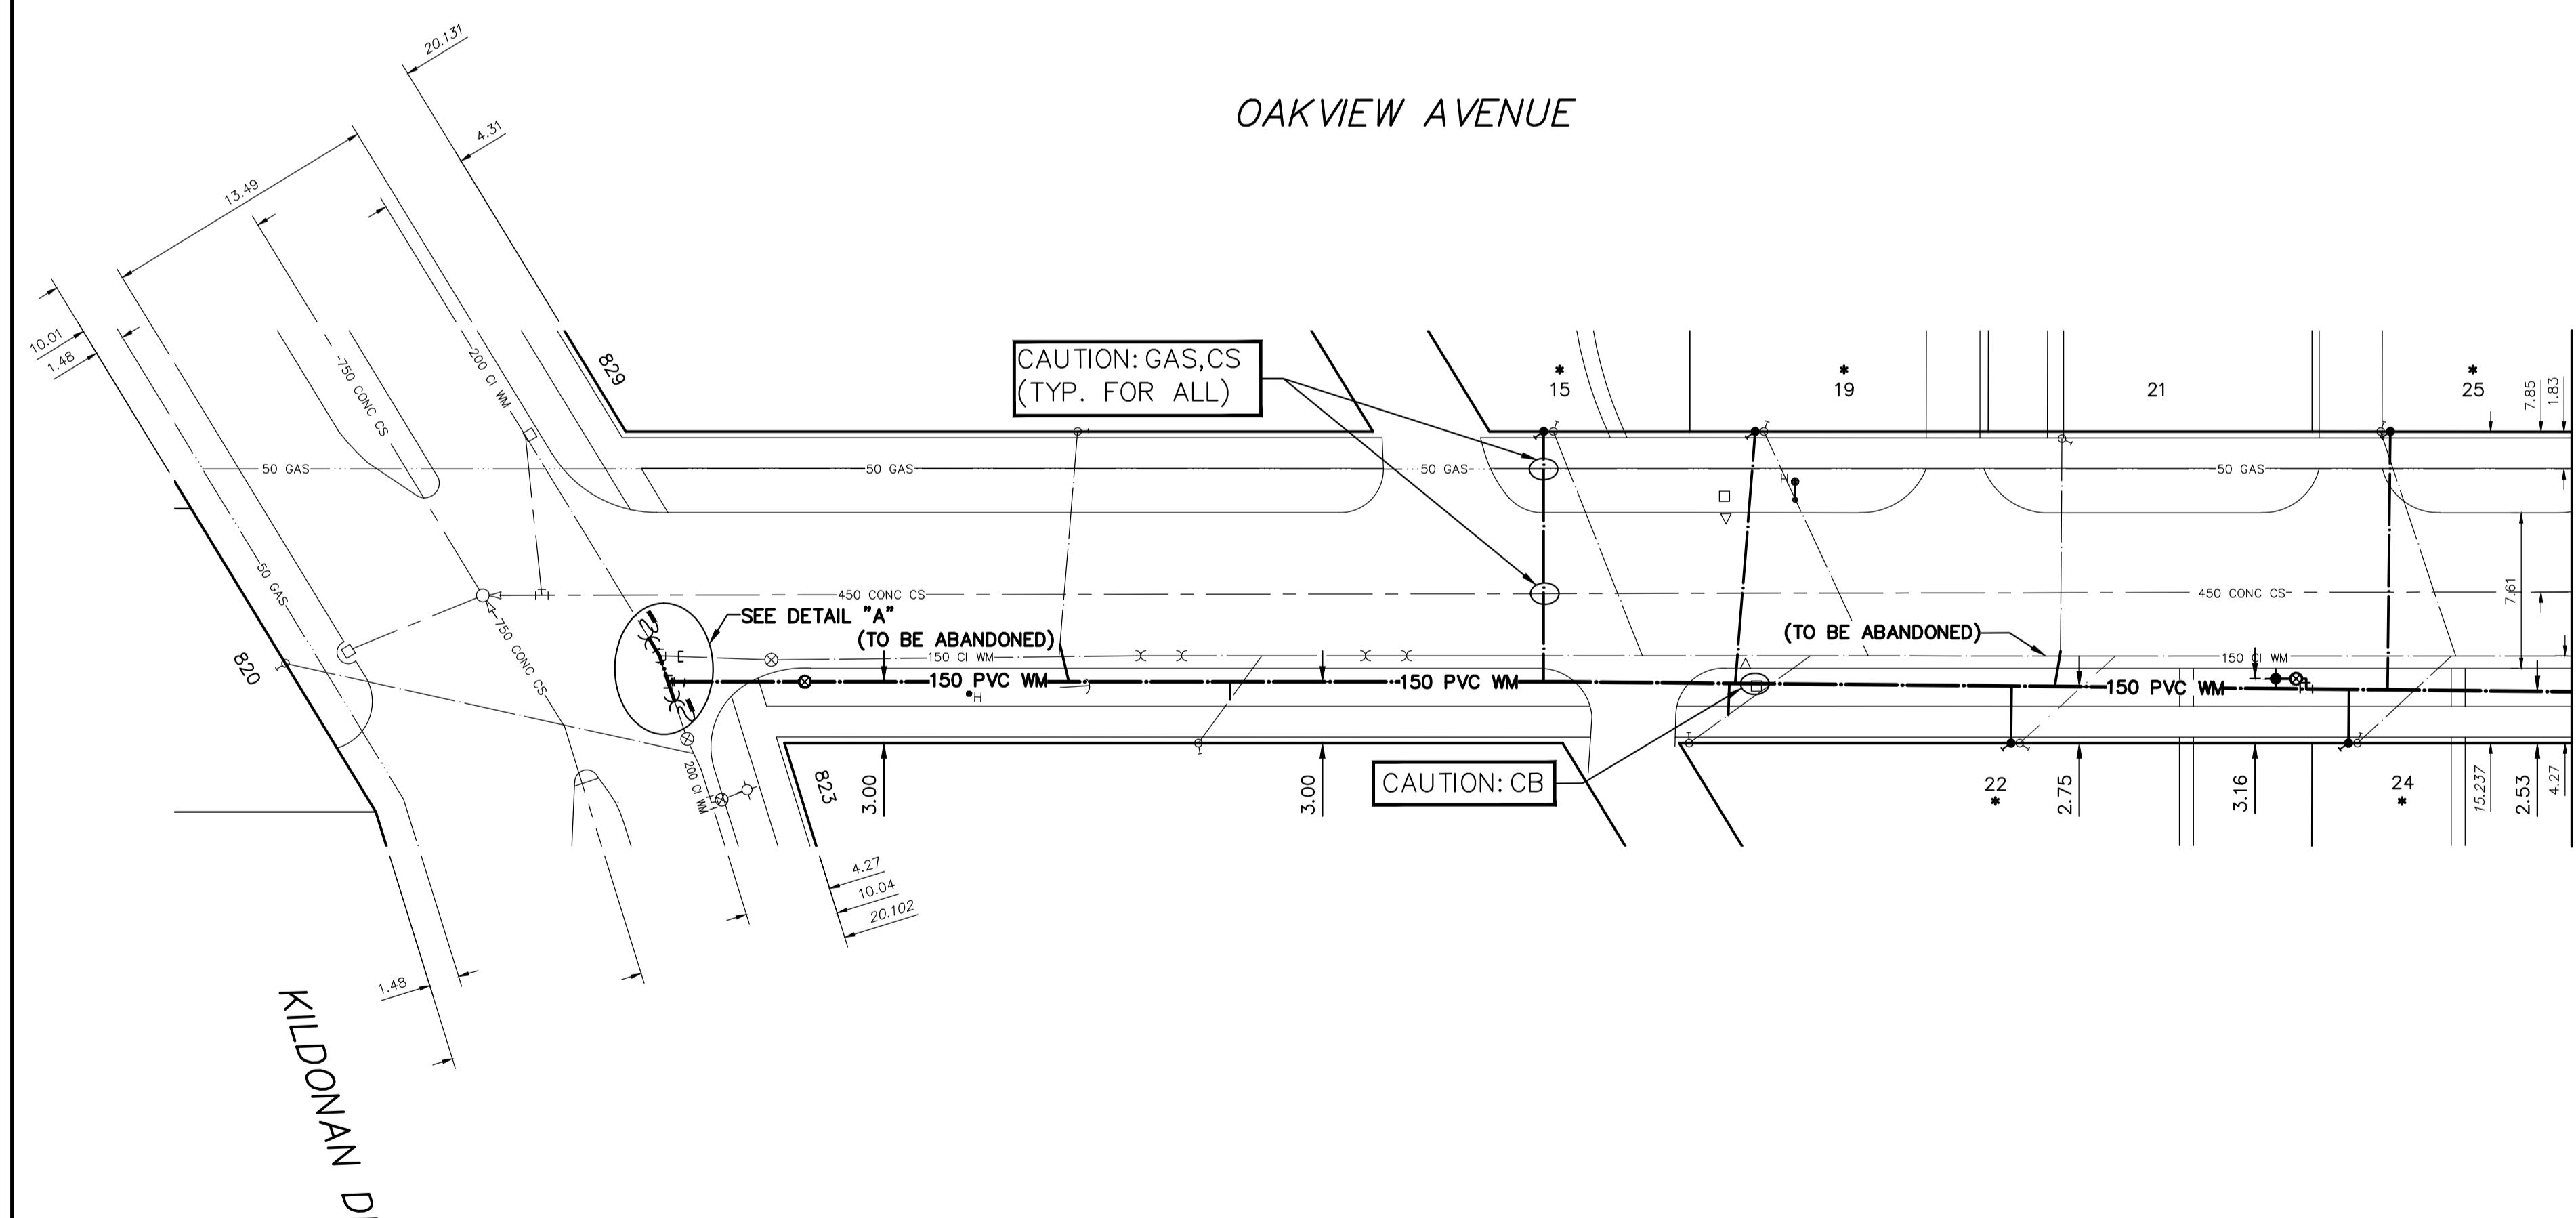 20.131
OAKVIEW AVENUE
4.31
13.49
10.01
1.48
200 CI WM
750 CONC CS
829
CAUTION: GAS,CS
(TYP. FOR ALL)
*
15
*
19
21
*
25
7.85
1.83
50 GAS
50 GAS
50 GAS
50 GAS
50 GAS
450 CONC CS
450 CONC CS
7.61
SEE DETAIL "A"
(TO BE ABANDONED)
(TO BE ABANDONED)
750 CONC CS
E
150 CI WM
150 CI WM
820
H
H
150 PVC WM
150 PVC WM
150 PVC WM
200 CI WM
823
3.00
3.00
CAUTION: CB
22
*
2.75
3.16
24
*
15.237
2.53
4.27
4.27
10.04
20.102
1.48
KILDONAN